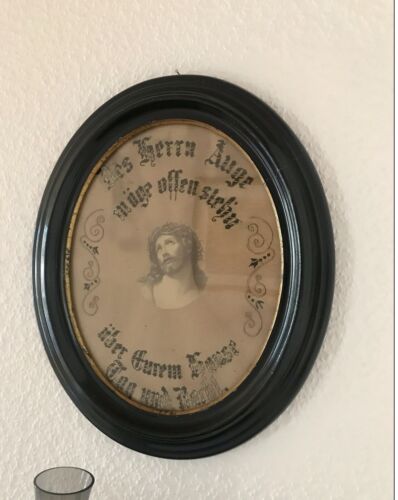 Des Herrn Auge
möge offen stehn
über Eurem Hause
Tag und Nacht.